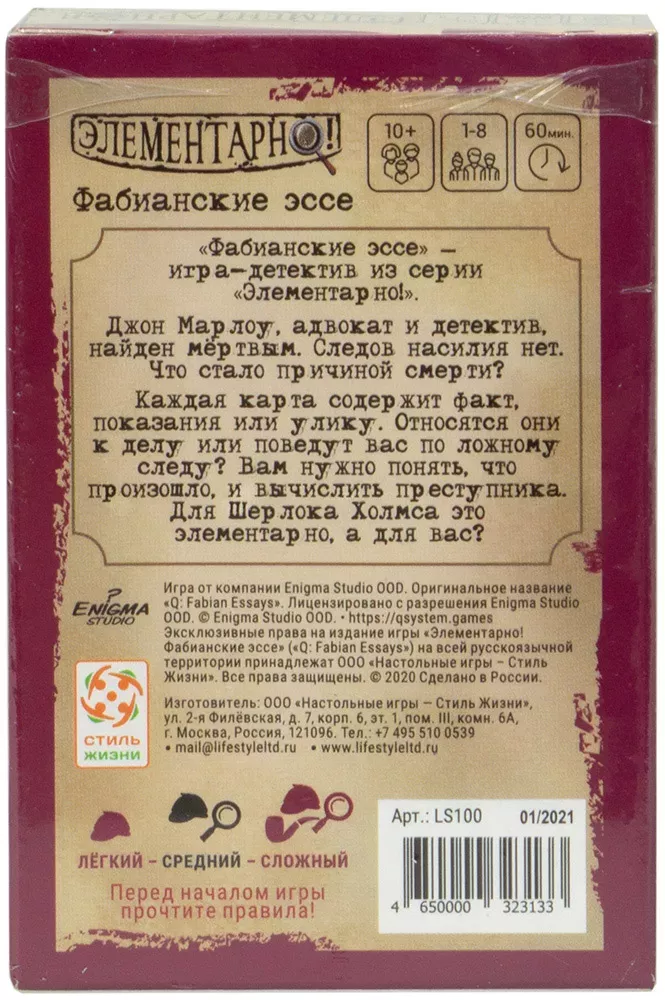 ЭЛЕМЕНТАРНО!
10+
1-8
60мин.
Фабианские эссе
«Фабианские эссе» —
игра-детектив из серии
«Элементарно!».
Джон Марлоу, адвокат и детектив,
найден мёртвым. Следов насилия нет.
Что стало причиной смерти?
Каждая карта содержит факт,
показания или улику. Относятся они
к делу или поведут вас по ложному
следу? Вам нужно понять, что
произошло, и вычислить преступника.
Для Шерлока Холмса это
элементарно, а для вас?
ENIGMA
STUDIO
Игра от компании Enigma Studio OOD. Оригинальное название
«Q: Fabian Essays». Лицензировано с разрешения Enigma Studio
OOD. © Enigma Studio OOD. • https://qsystem.games
Эксклюзивные права на издание игры «Элементарно!
Фабианские эссе» («Q: Fabian Essays») на всей русскоязычной
территории принадлежат ООО «Настольные игры – Стиль
Жизни». Все права защищены. © 2020 Сделано в России.
СТИЛЬ
ЖИЗНИ
Изготовитель: ООО «Настольные игры — Стиль Жизни»,
ул. 2-я Филёвская, д. 7, корп. 6, эт. 1, пом. III, комн. 6А,
г. Москва, Россия, 121096. Тел.: +7 495 510 0539
• mail@lifestyleltd.ru • www.lifestyleltd.ru
ЛЁГКИЙ – СРЕДНИЙ – СЛОЖНЫЙ
Перед началом игры
прочтите правила!
Арт.: LS100 01/2021
4 650000 323133